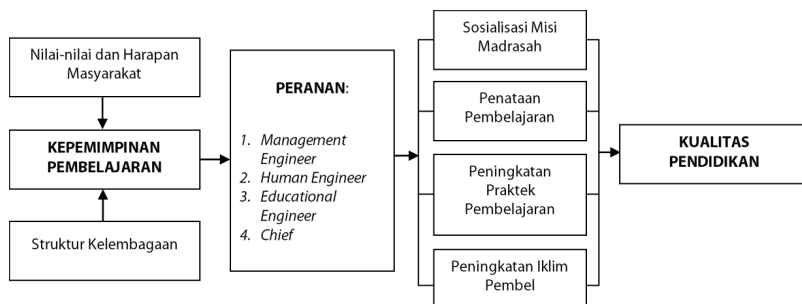 Nilai-nilai dan Harapan
Masyarakat
KEPEMIMPINAN
PEMBELAJARAN
Struktur Kelembagaan
PERANAN:
1. Management
Engineer
2. Human Engineer
3. Educational
Engineer
4. Chief
Sosialisasi Misi
Madrasah
Penataan
Pembelajaran
Peningkatan
Praktek
Pembelajaran
Peningkatan Iklim
Pembel
KUALITAS
PENDIDIKAN